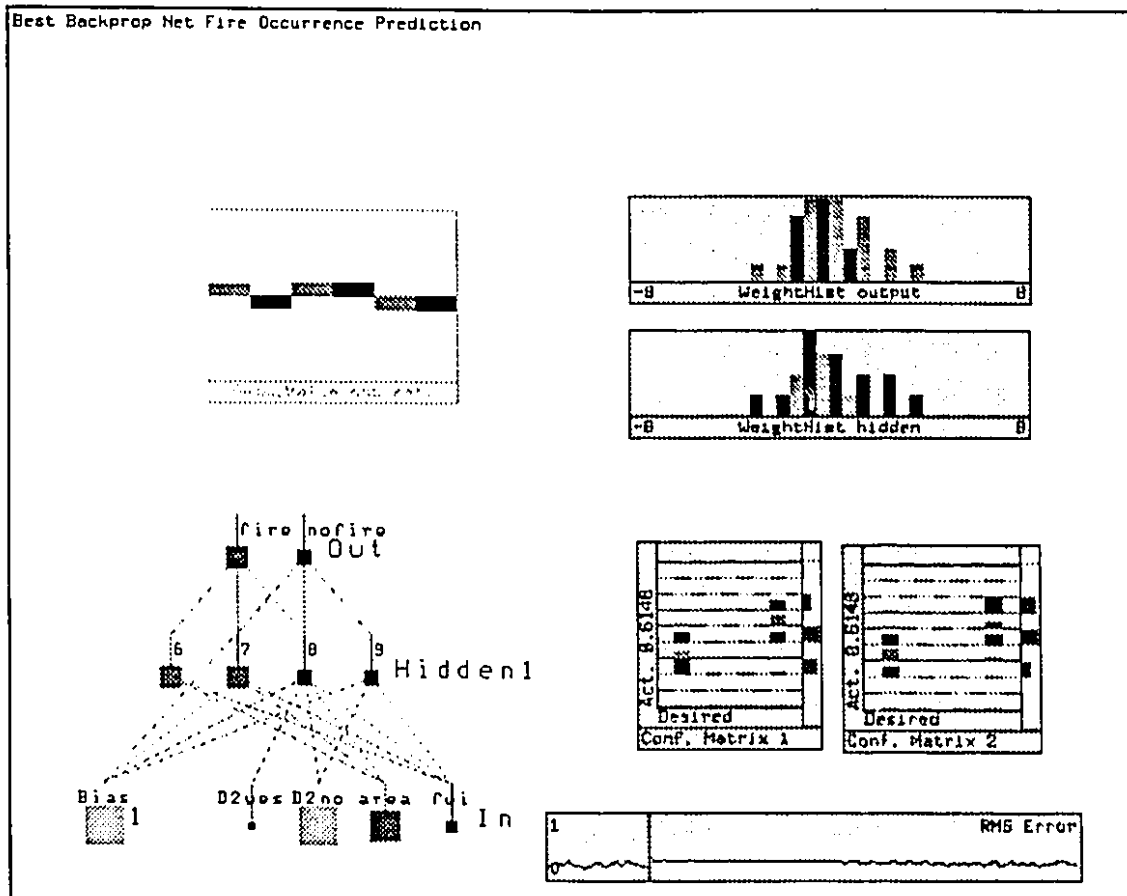 Best Backprop Net Fire Occurrence Prediction
-8 WeightHist output 8
-8 WeightHist hidden 8
fire nofire
Out
6 7 8 9
Hidden1
Bias 1 D2yes D2no area fwi In
Act. 0.6148
Desired
Conf. Matrix 1
Act. 0.6148
Desired
Conf. Matrix 2
1 RMS Error
0